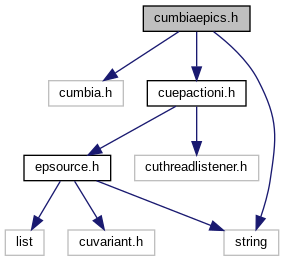 cumbiaepics.h
cumbia.h
cuepactioni.h
epsource.h
cuthreadlistener.h
list
cuvariant.h
string